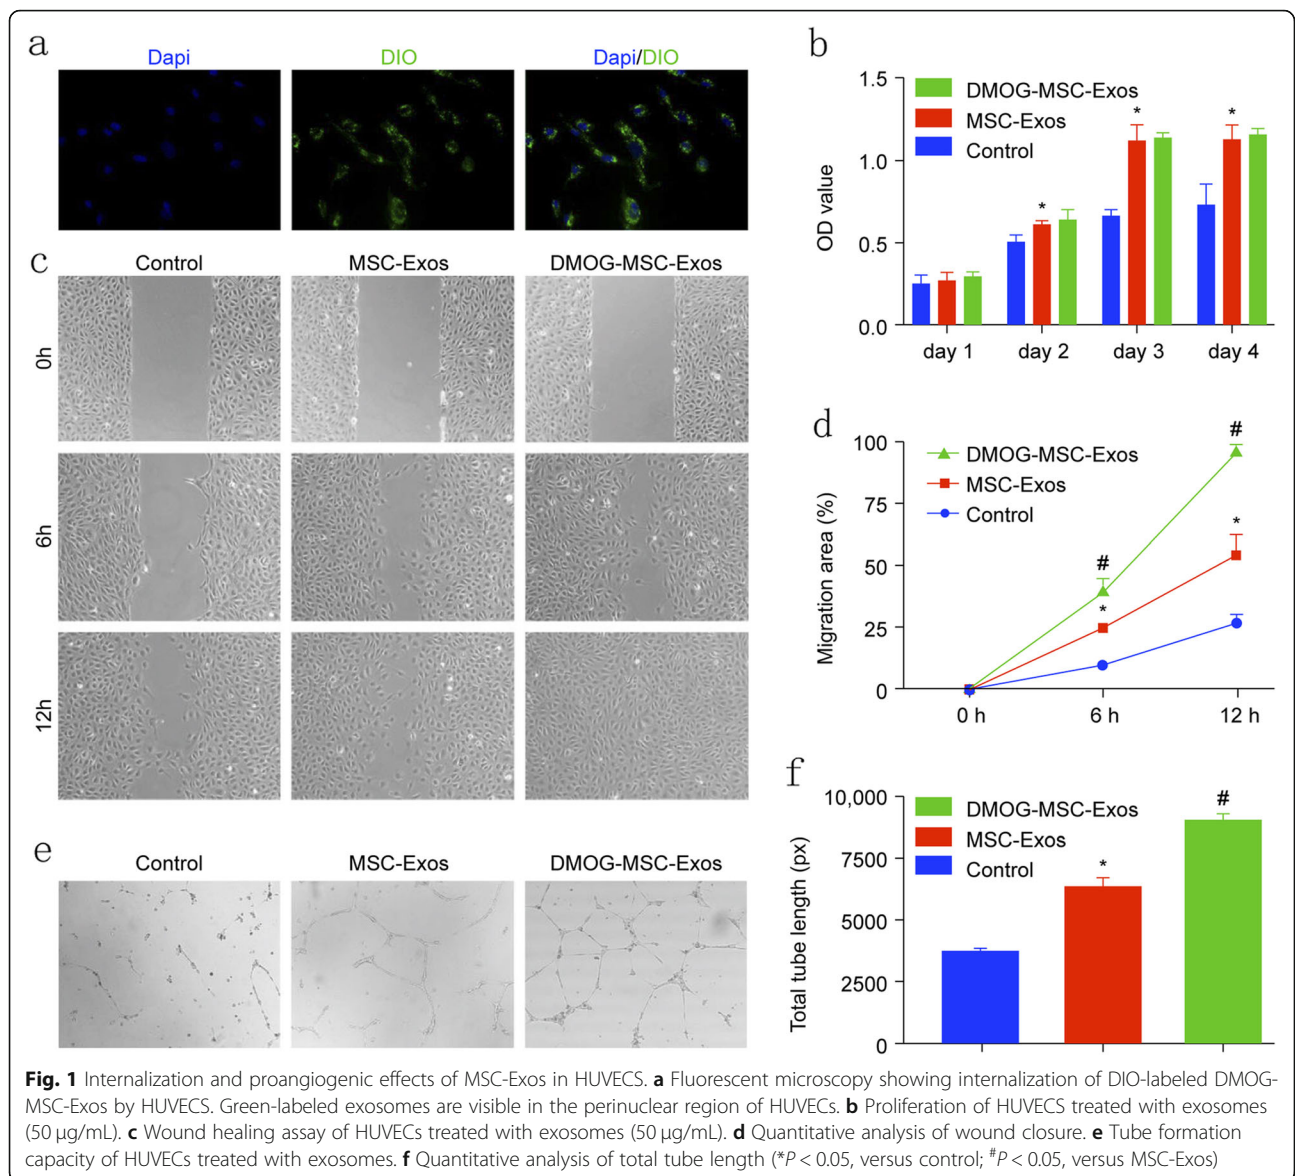 a
Dapi
DIO
Dapi/DIO
b
1.5
1.0
0.5
0.0
OD value
DMOG-MSC-Exos
MSC-Exos
Control
*
*
*
day 1
day 2
day 3
day 4
c
Control
MSC-Exos
DMOG-MSC-Exos
0h
6h
12h
d
100
75
50
25
0
Migration area (%)
DMOG-MSC-Exos
MSC-Exos
Control
#
*
#
*
0 h
6 h
12 h
e
Control
MSC-Exos
DMOG-MSC-Exos
f
10,000
7500
5000
2500
0
Total tube length (px)
DMOG-MSC-Exos
MSC-Exos
Control
*
#
Fig. 1 Internalization and proangiogenic effects of MSC-Exos in HUVECS. a Fluorescent microscopy showing internalization of DIO-labeled DMOG-
MSC-Exos by HUVECS. Green-labeled exosomes are visible in the perinuclear region of HUVECs. b Proliferation of HUVECS treated with exosomes
(50 μg/mL). c Wound healing assay of HUVECs treated with exosomes (50 μg/mL). d Quantitative analysis of wound closure. e Tube formation
capacity of HUVECs treated with exosomes. f Quantitative analysis of total tube length (*P < 0.05, versus control; #P < 0.05, versus MSC-Exos)